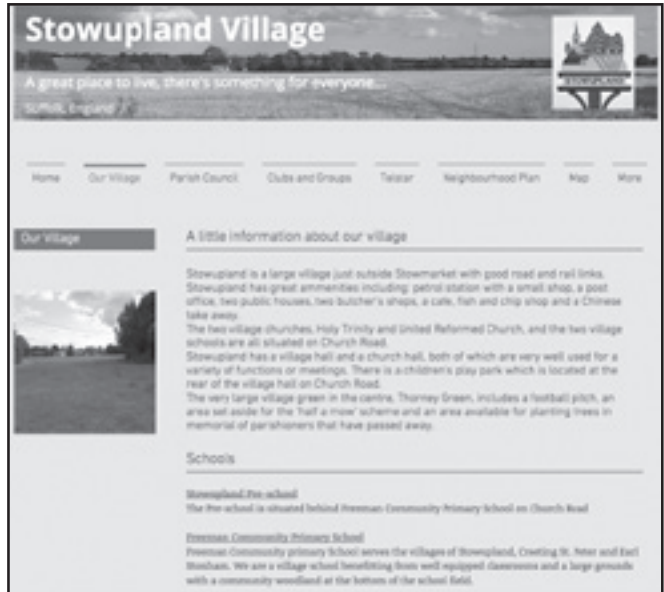 Stowupland Village
A great place to live, there's something for everyone...
Suffolk, England
STOWUPLAND
Home Our Village Parish Council Clubs and Groups Telstar Neighbourhood Plan Map More
Our Village
A little information about our village
Stowupland is a large village just outside Stowmarket with good road and rail links.
Stowupland has great ammenities including: petrol station with a small shop, a post
office, two public houses, two butcher's shops, a cafe, fish and chip shop and a Chinese
take away.
The two village churches, Holy Trinity and United Reformed Church, and the two village
schools are all situated on Church Road.
Stowupland has a village hall and a church hall, both of which are very well used for a
variety of functions or meetings. There is a children's play park which is located at the
rear of the village hall on Church Road.
The very large village green in the centre, Thorney Green, includes a football pitch, an
area set aside for the 'half a mow' scheme and an area available for planting trees in
memorial of parishioners that have passed away.
Schools
Stowupland Pre-school
The Pre-school is situated behind Freeman Community Primary School on Church Road
Freeman Community Primary School
Freeman Community primary School serves the villages of Stowupland, Creeting St. Peter and Earl
Stonham. We are a village school benefitting from well equipped classrooms and a large grounds
with a community woodland at the bottom of the school field.